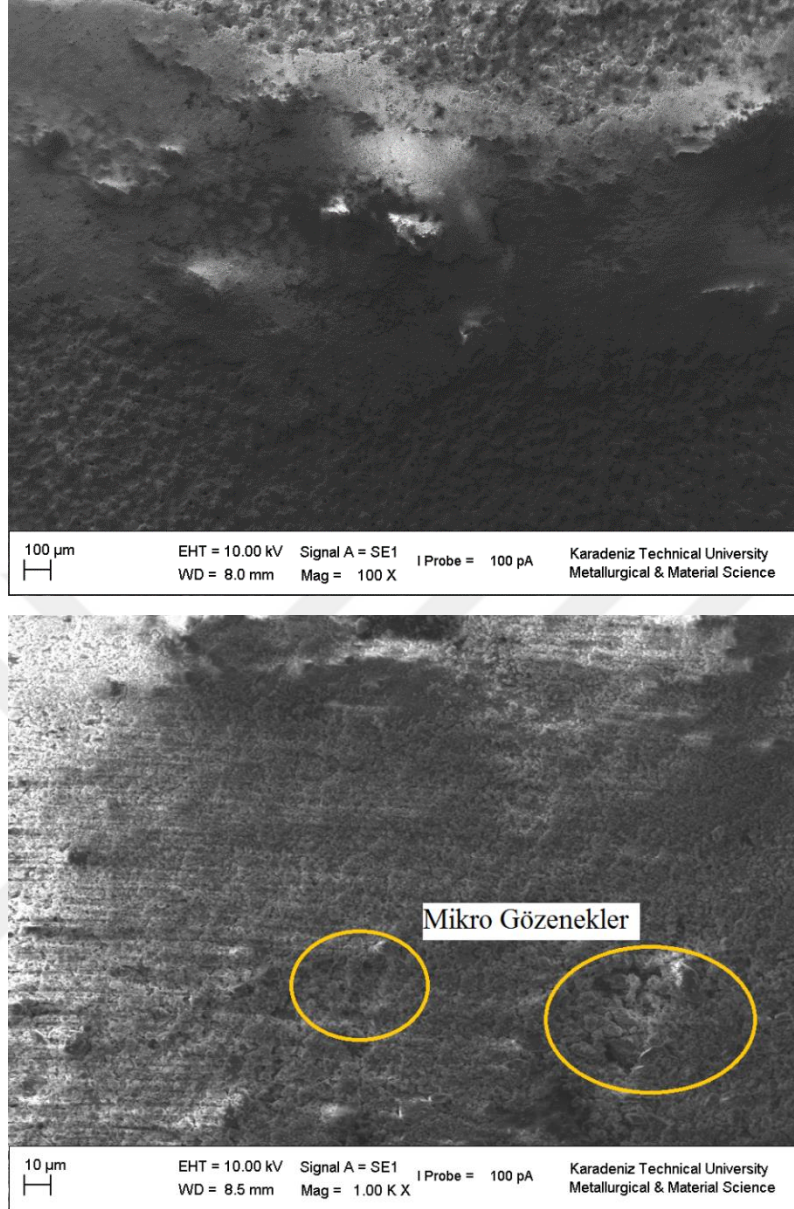 100 µm
EHT = 10.00 kV Signal A = SE1 I Probe = 100 pA Karadeniz Technical University
WD = 8.0 mm Mag = 100 X Metallurgical & Material Science
Mikro Gözenekler
10 µm
EHT = 10.00 kV Signal A = SE1 I Probe = 100 pA Karadeniz Technical University
WD = 8.5 mm Mag = 1.00 K X Metallurgical & Material Science